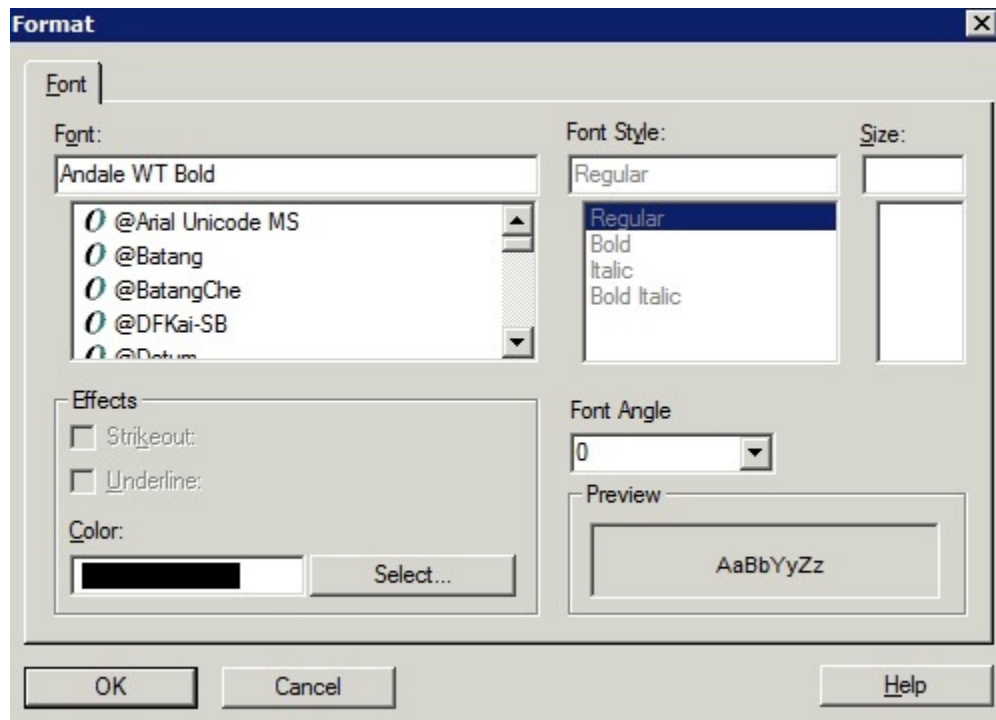 Format
Font
Font:
Font Style:
Size:
Andale WT Bold
Regular
@Arial Unicode MS
@Batang
@BatangChe
@DFKai-SB
@Dotum
Regular
Bold
Italic
Bold Italic
Effects
Strikeout:
Underline:
Color:
Select...
Font Angle
0
Preview
AaBbYyZz
OK
Cancel
Help